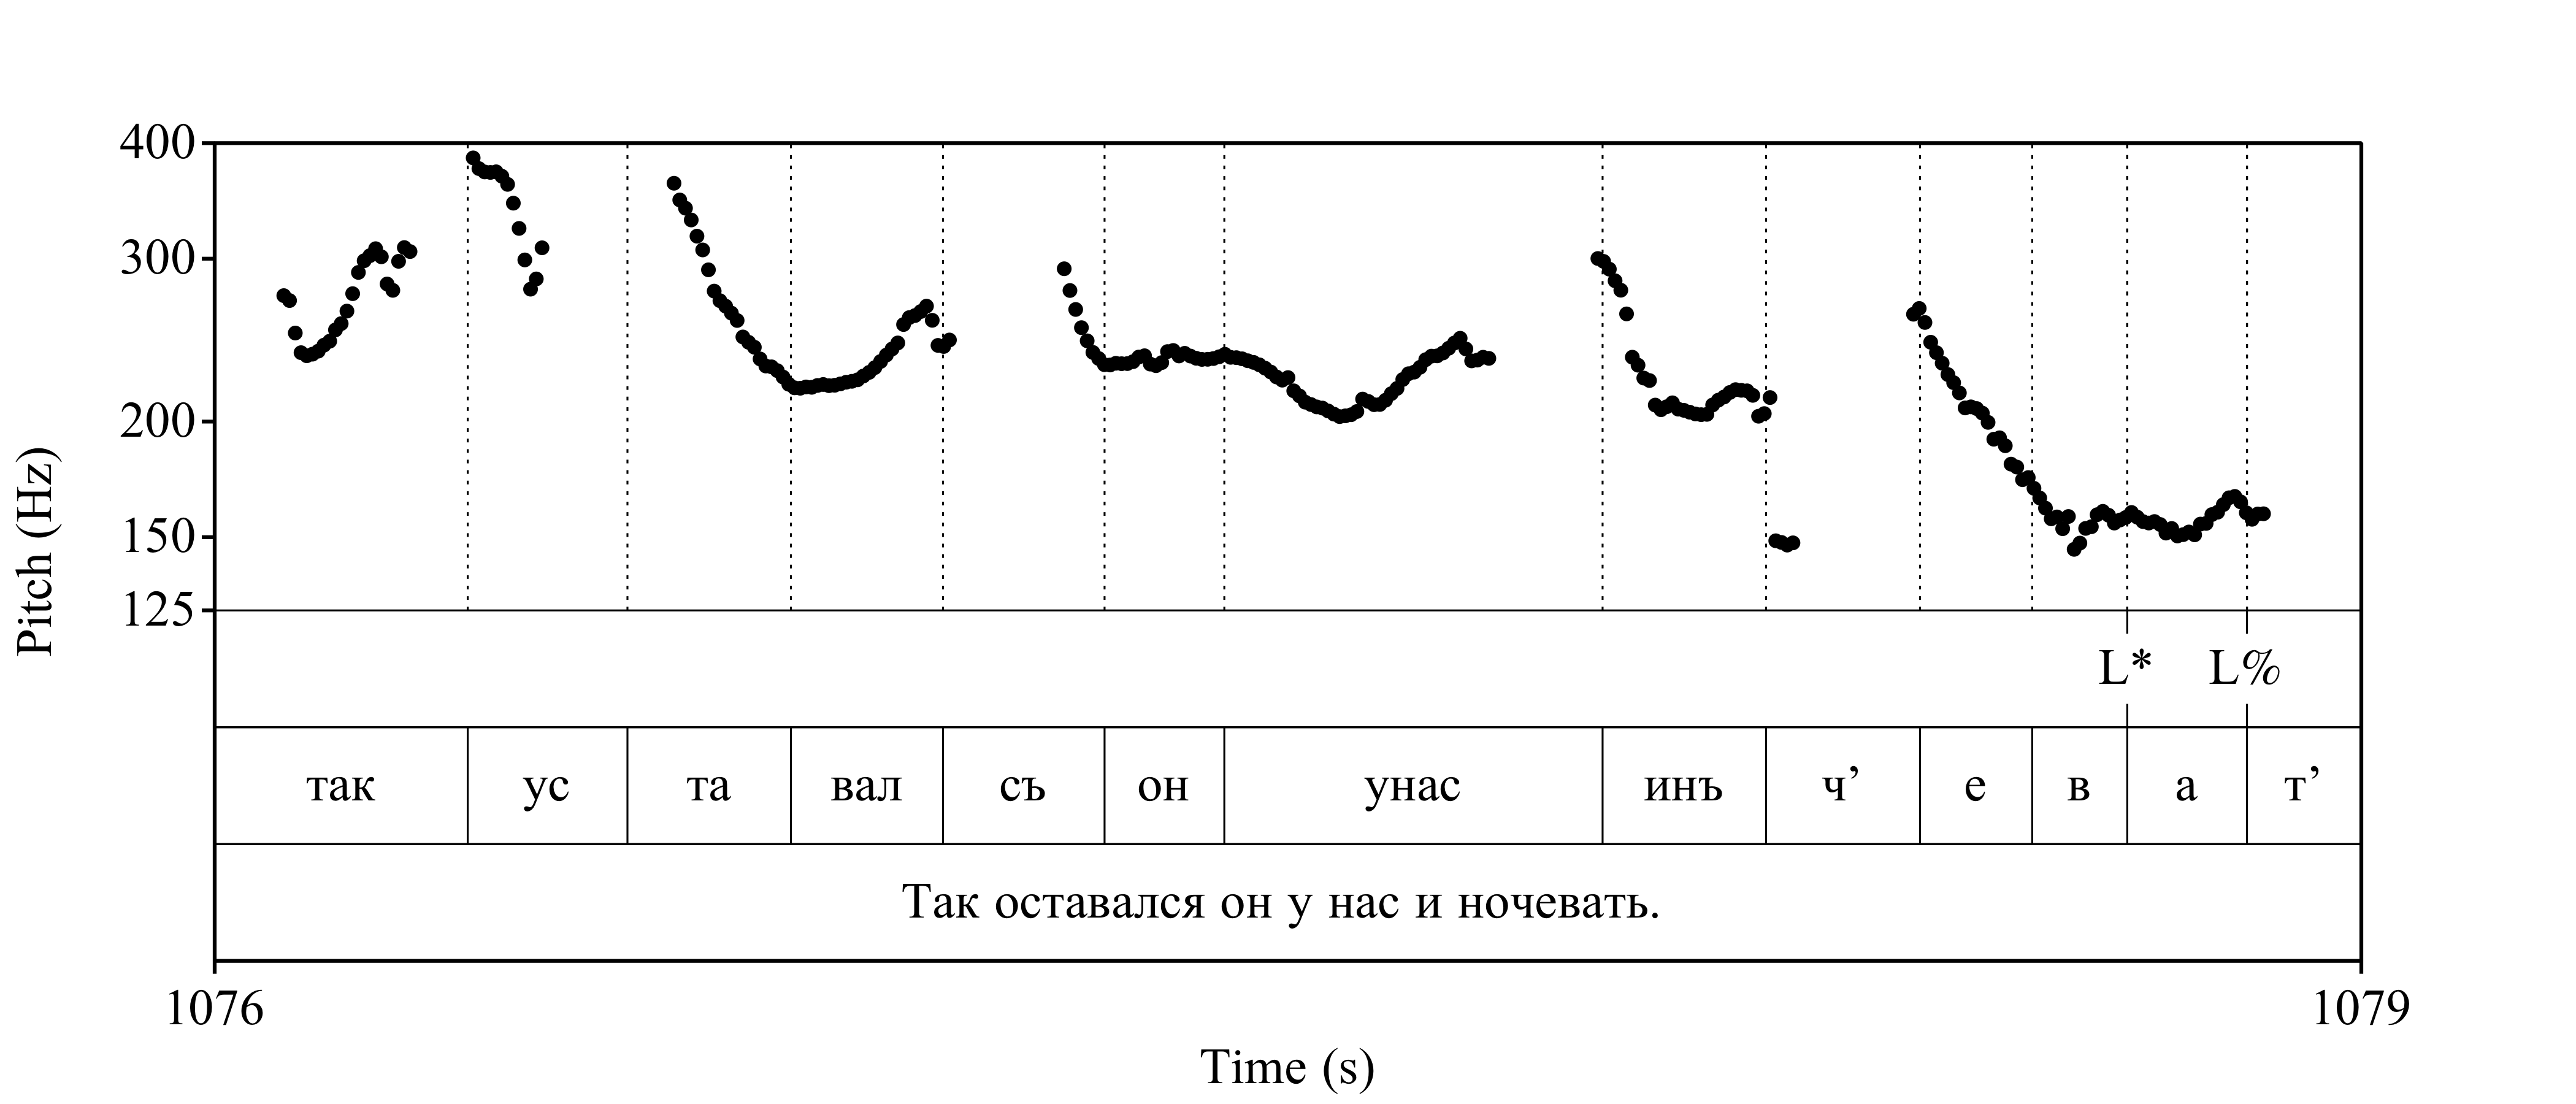 400
300
200
150
125
Pitch (Hz)
L* L%
так ус та вал съ он унас инъ ч’ е в а т’
Так оставался он у нас и ночевать.
1076 1079
Time (s)